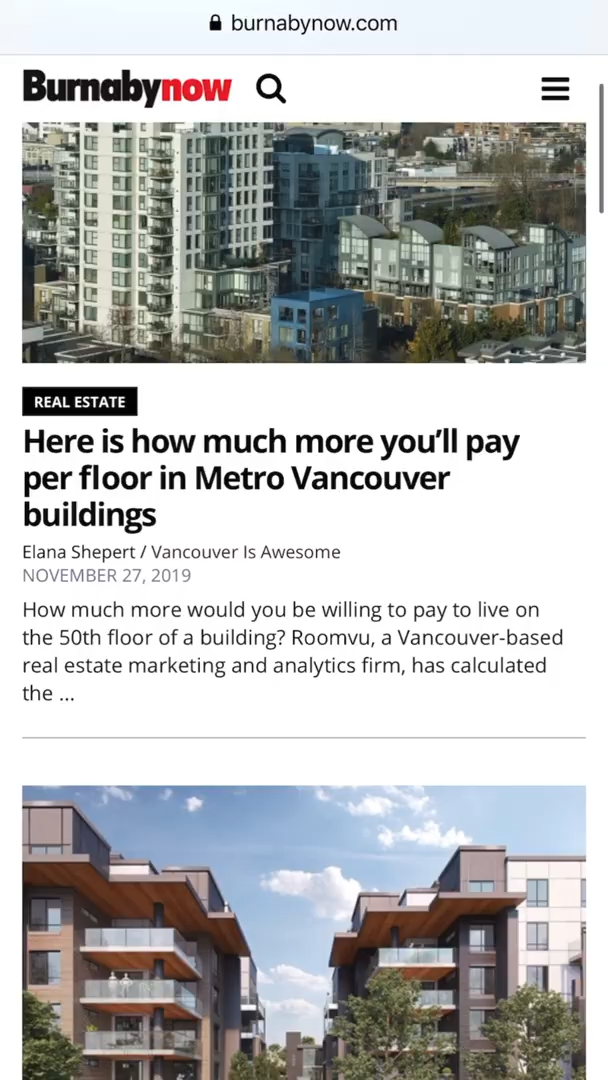 burnabynow.com
Burnabynow
REAL ESTATE
Here is how much more you’ll pay
per floor in Metro Vancouver
buildings
Elana Shepert / Vancouver Is Awesome
NOVEMBER 27, 2019
How much more would you be willing to pay to live on
the 50th floor of a building? Roomvu, a Vancouver-based
real estate marketing and analytics firm, has calculated
the ...